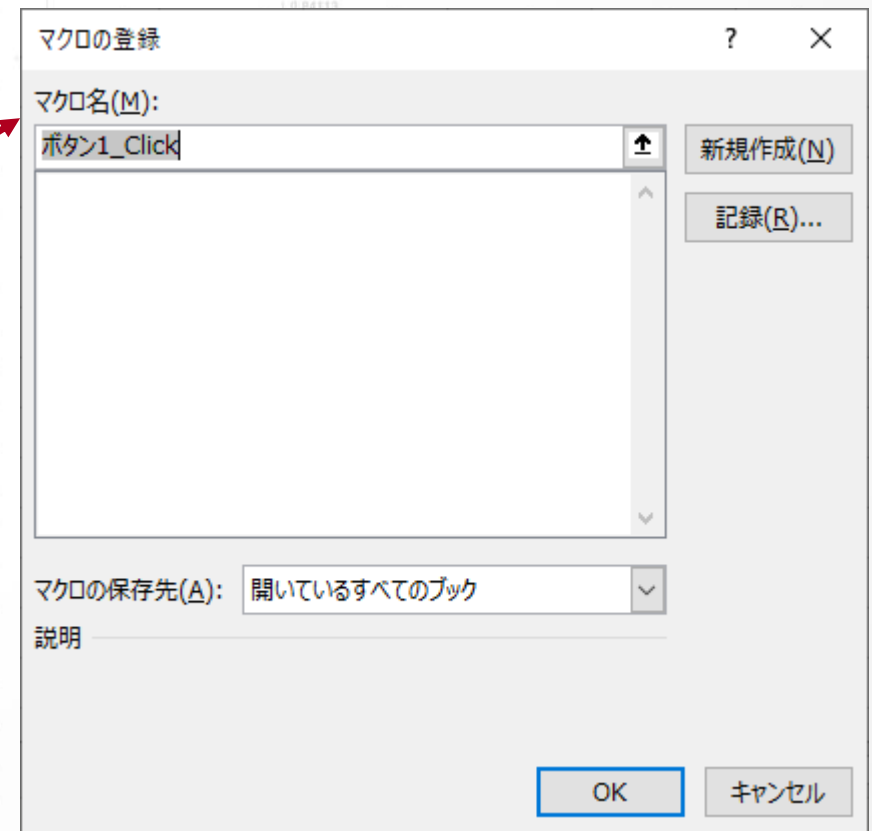 マクロの登録
?
マクロ名(M):
ボタン1_Click
新規作成(N)
記録(R)...
マクロの保存先(A):
開いているすべてのブック
説明
OK
キャンセル